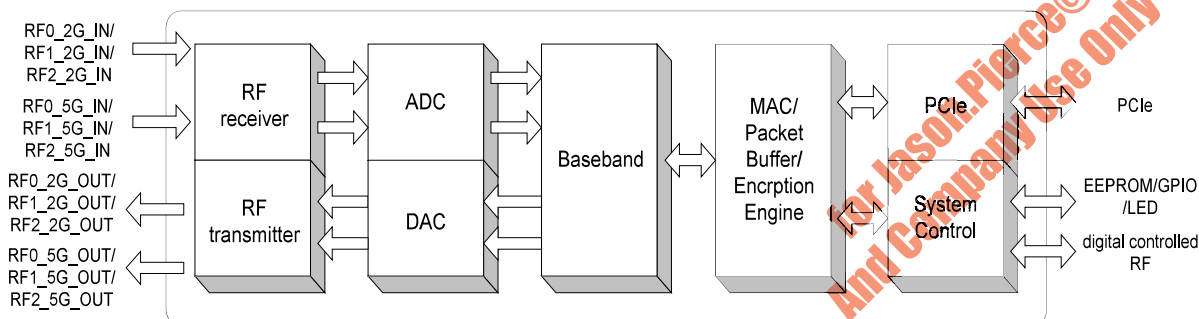 RF0_2G_IN/
RF1_2G_IN/
RF2_2G_IN
RF0_5G_IN/
RF1_5G_IN/
RF2_5G_IN
RF0_2G_OUT/
RF1_2G_OUT/
RF2_2G_OUT
RF0_5G_OUT/
RF1_5G_OUT/
RF2_5G_OUT
RF
receiver
RF
transmitter
ADC
DAC
Baseband
MAC/
Packet
Buffer/
Encrption
Engine
PCIe
System
Control
PCIe
EEPROM/GPIO
/LED
digital controlled
RF
for Jason.Pierce@
And Company Use Only